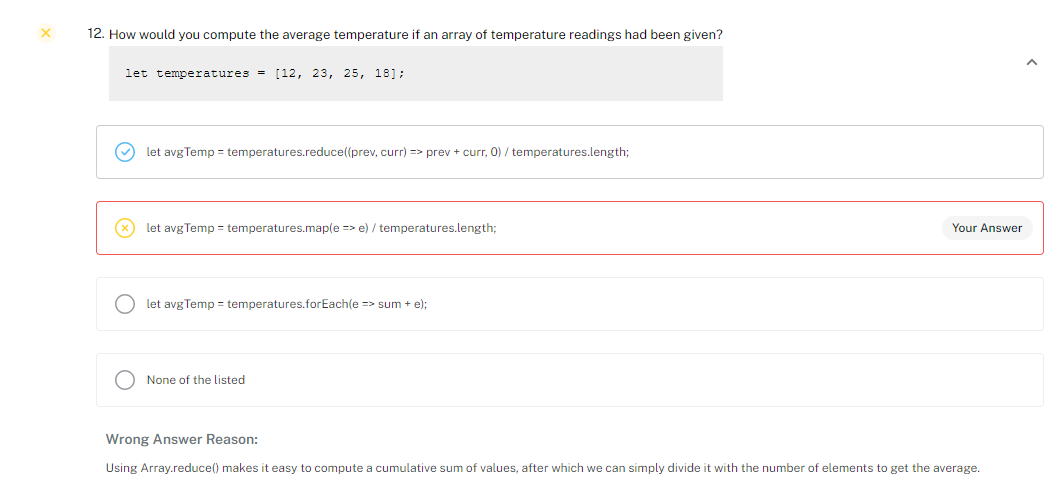 12. How would you compute the average temperature if an array of temperature readings had been given?
let temperatures = [12, 23, 25, 18];
let avgTemp = temperatures.reduce((prev, curr) => prev + curr, 0) / temperatures.length;
let avgTemp = temperatures.map(e => e) / temperatures.length;
Your Answer
let avgTemp = temperatures.forEach(e => sum + e);
None of the listed
Wrong Answer Reason:
Using Array.reduce() makes it easy to compute a cumulative sum of values, after which we can simply divide it with the number of elements to get the average.